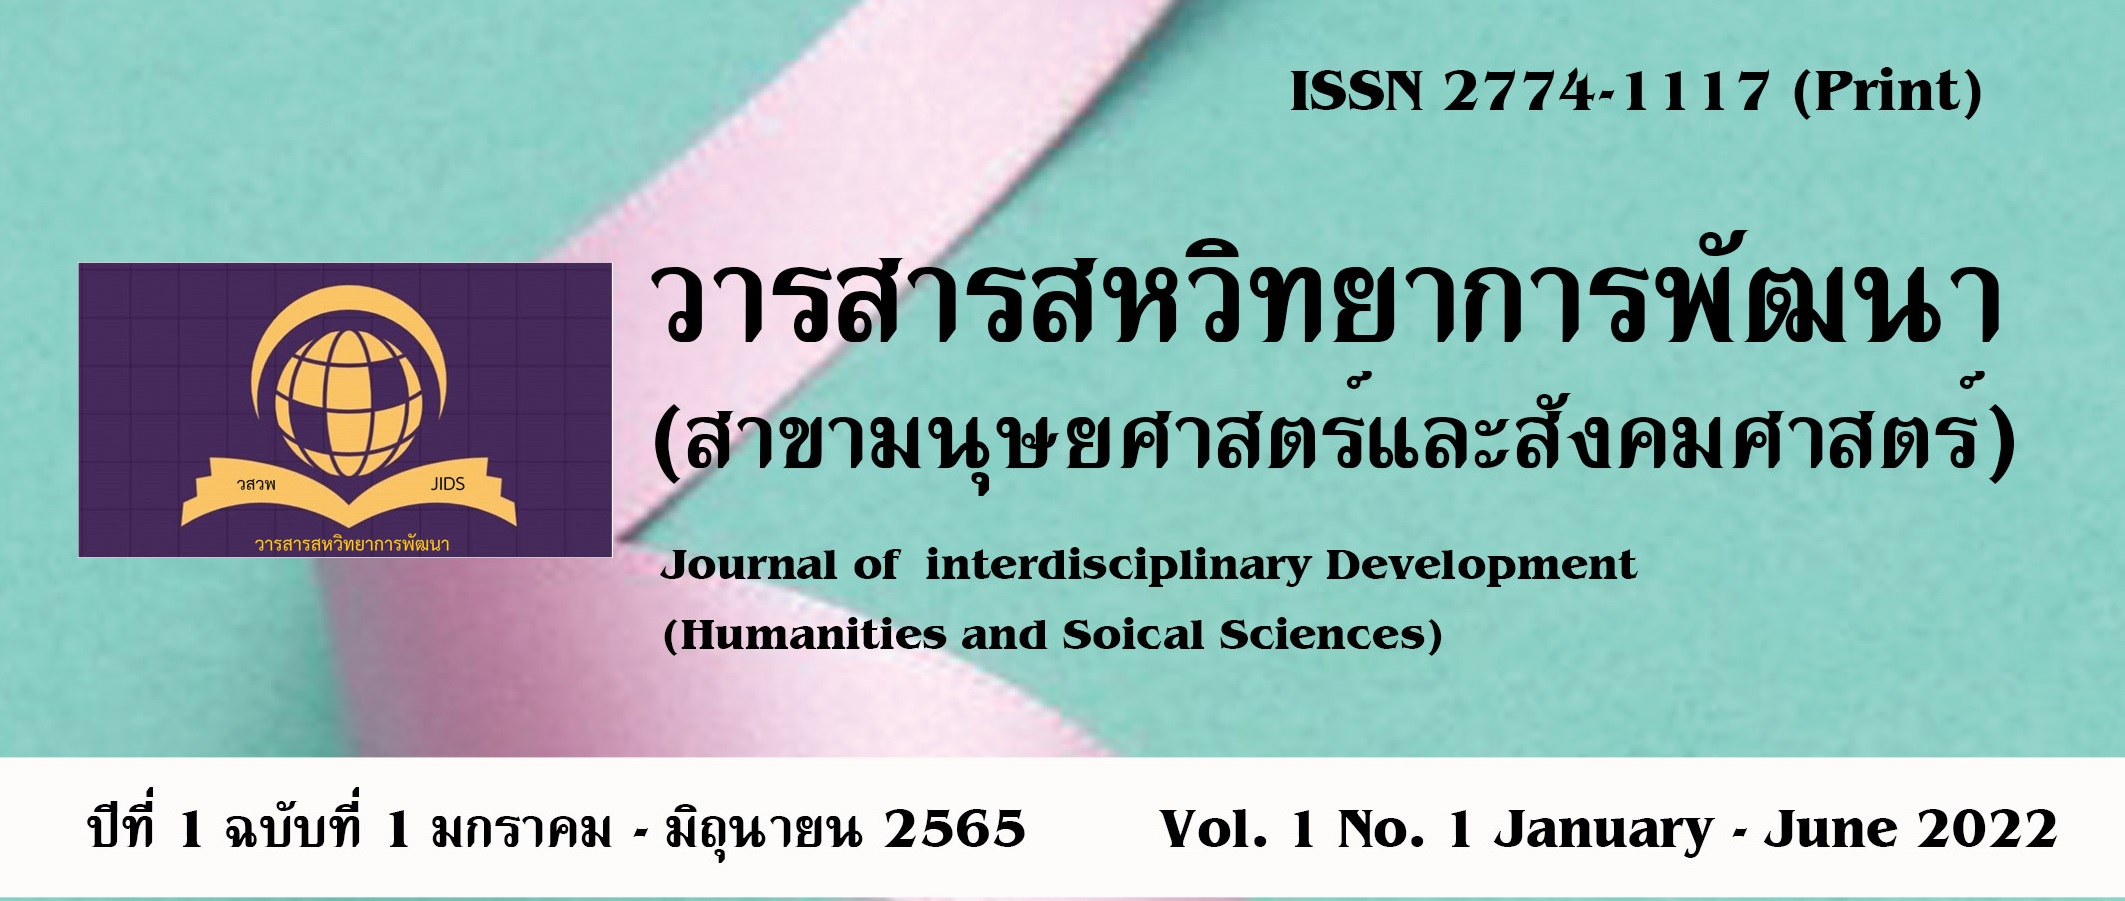 ISSN 2774-1117 (Print)
วารสารสหวิทยาการพัฒนา
(สาขามนุษยศาสตร์และสังคมศาสตร์)
วสวพ JIDS
วารสารสหวิทยาการพัฒนา
Journal of interdisciplinary Development
(Humanities and Soical Sciences)
ปีที่ 1 ฉบับที่ 1 มกราคม - มิถุนายน 2565 Vol. 1 No. 1 January - June 2022